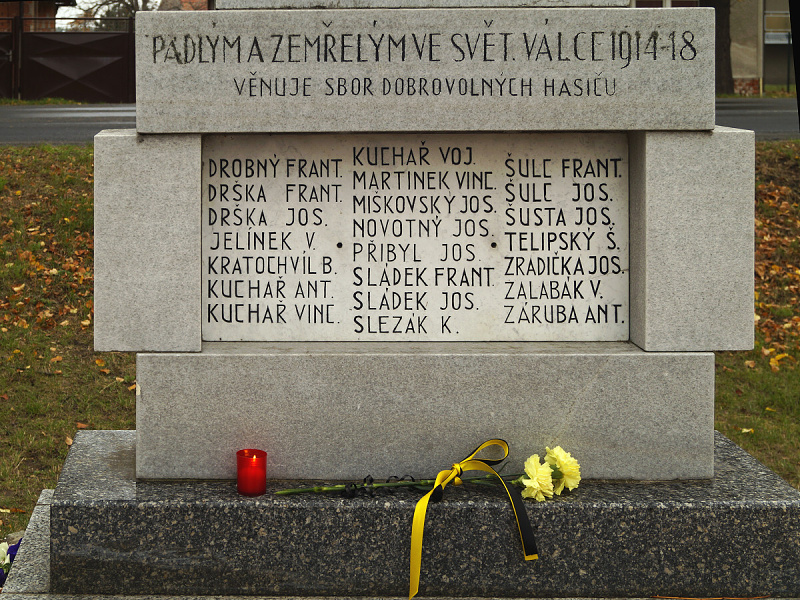 PADLÝM A ZEMŘELÝM VE SVĚT. VÁLCE 1914-18
VĚNUJE SBOR DOBROVOLNÝCH HASIČU
DROBNÝ FRANT.
DRŠKA FRANT.
DRŠKA JOS.
JELÍNEK V.
KRATOCHVÍL B.
KUCHAŘ ANT.
KUCHAŘ VINC.
KUCHAŘ VOJ.
MARTINEK VINC.
MIŠKOVSKÝ JOS.
NOVOTNÝ JOS.
PŘIBYL JOS.
SLÁDEK FRANT.
SLÁDEK JOS.
SLEZÁK K.
ŠULC FRANT.
ŠULC JOS.
ŠUSTA JOS.
TELIPSKÝ Š.
ZRADIČKA JOS.
ZALABÁK V.
ZÁRUBA ANT.